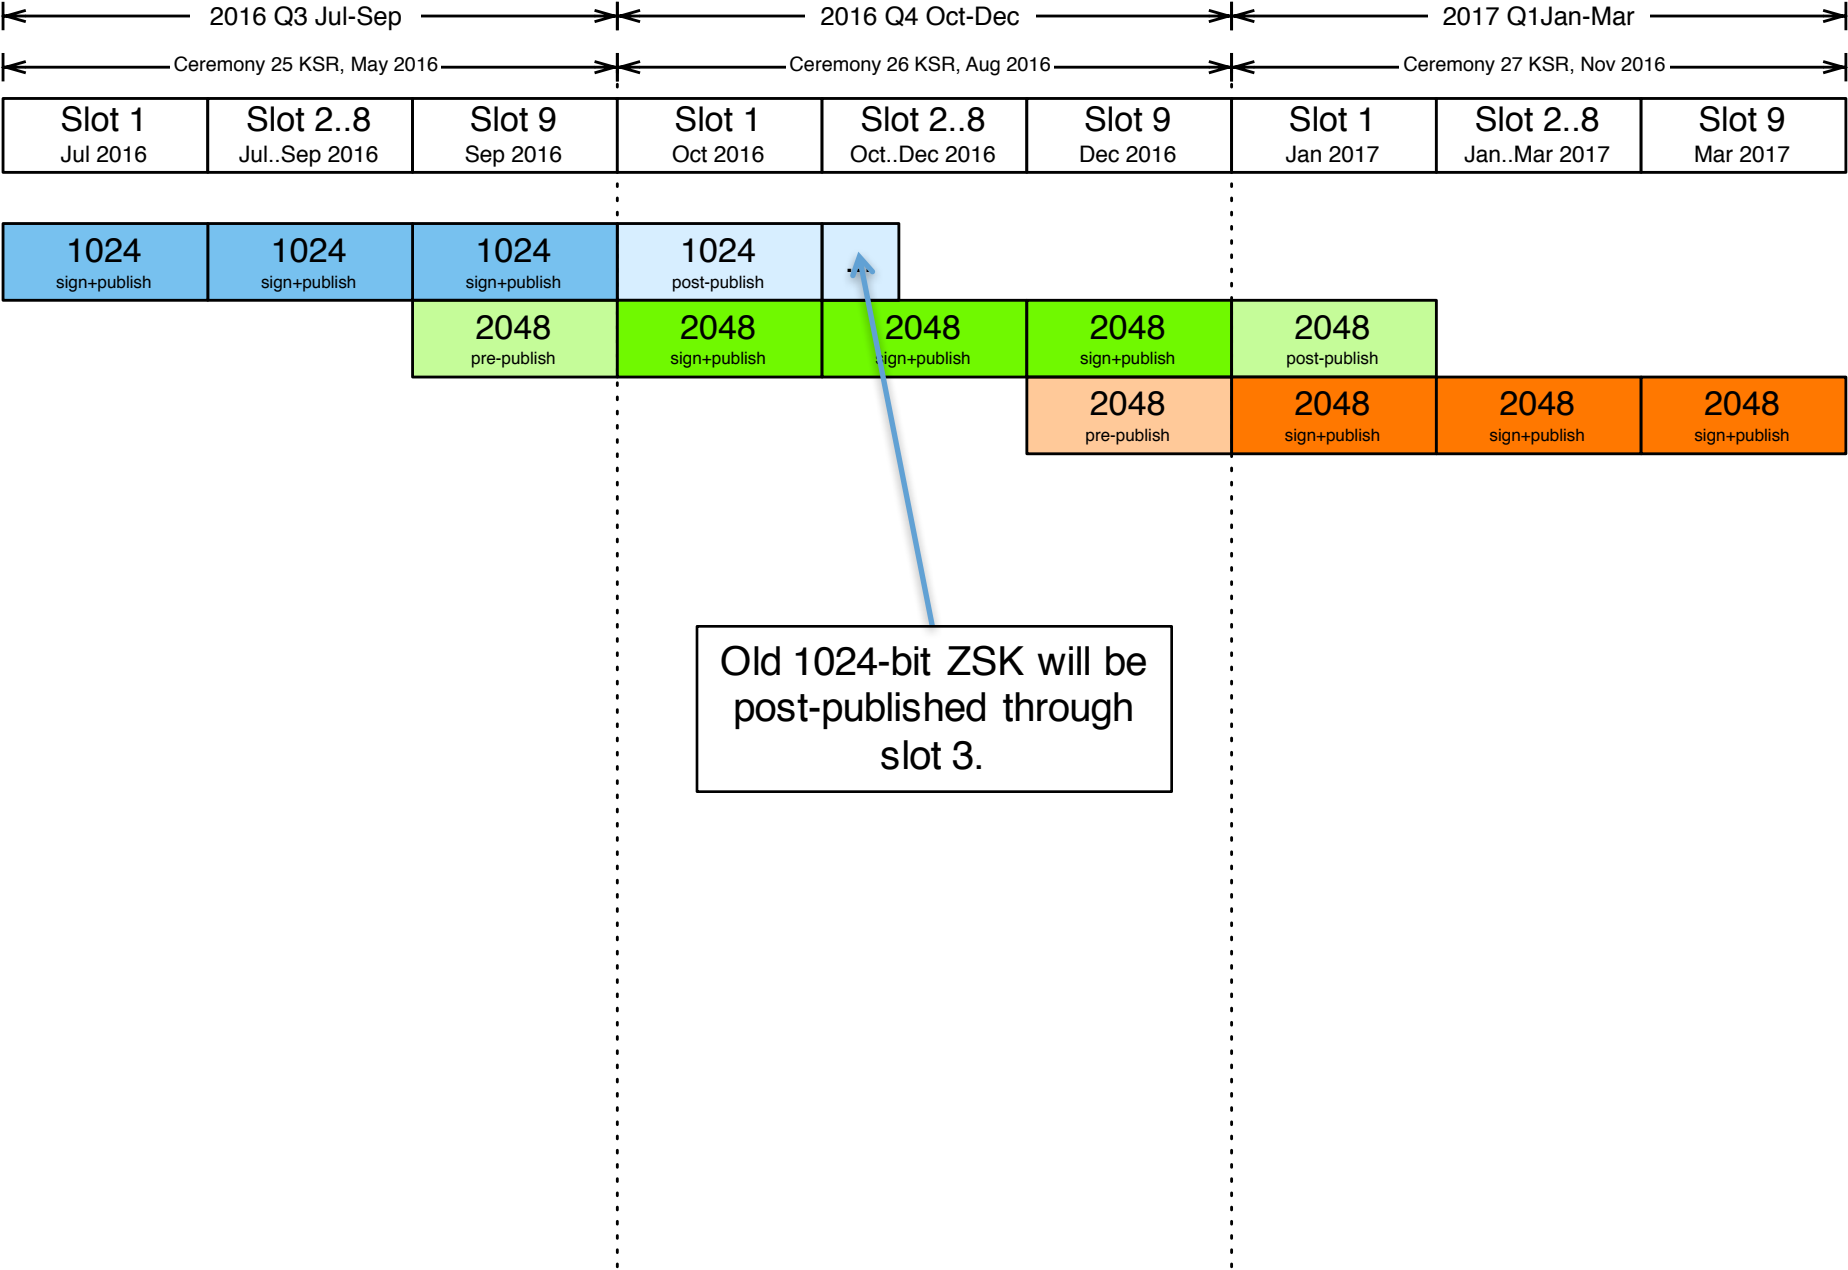 2016 Q3 Jul-Sep
2016 Q4 Oct-Dec
2017 Q1Jan-Mar
Ceremony 25 KSR, May 2016
Ceremony 26 KSR, Aug 2016
Ceremony 27 KSR, Nov 2016
Slot 1
Jul 2016
Slot 2..8
Jul..Sep 2016
Slot 9
Sep 2016
Slot 1
Oct 2016
Slot 2..8
Oct..Dec 2016
Slot 9
Dec 2016
Slot 1
Jan 2017
Slot 2..8
Jan..Mar 2017
Slot 9
Mar 2017
1024
sign+publish
1024
sign+publish
1024
sign+publish
1024
post-publish
...
2048
pre-publish
2048
sign+publish
2048
sign+publish
2048
sign+publish
2048
post-publish
2048
pre-publish
2048
sign+publish
2048
sign+publish
2048
sign+publish
Old 1024-bit ZSK will be
post-published through
slot 3.